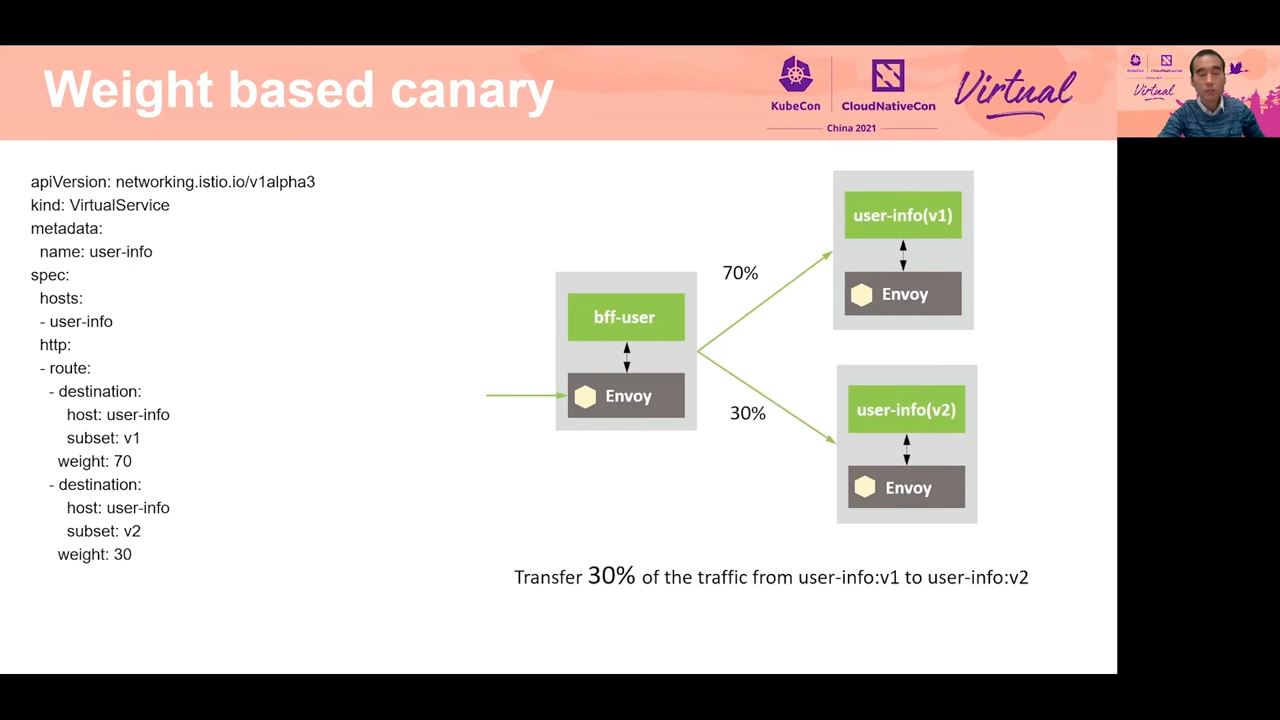 Weight based canary
KubeCon
CloudNativeCon
China 2021
Virtual
KubeCon
CloudNativeCon
Virtual
apiVersion: networking.istio.io/v1alpha3
kind: VirtualService
metadata:
name: user-info
spec:
hosts:
- user-info
http:
- route:
- destination:
host: user-info
subset: v1
weight: 70
- destination:
host: user-info
subset: v2
weight: 30
bff-user
Envoy
70%
30%
user-info(v1)
Envoy
user-info(v2)
Envoy
Transfer 30% of the traffic from user-info:v1 to user-info:v2